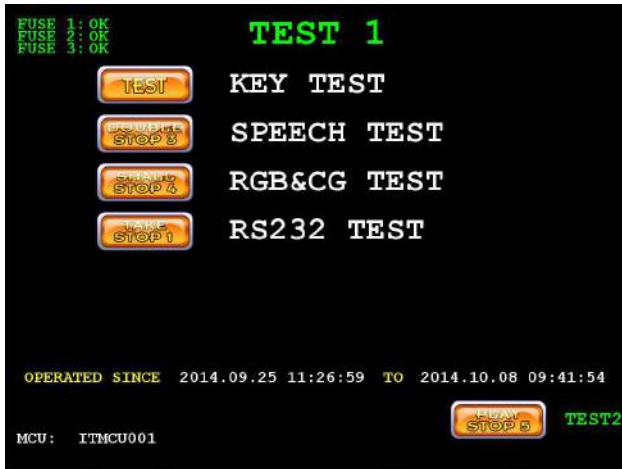 FUSE 1:OK
FUSE 2:OK
FUSE 3:OK
TEST 1
TEST KEY TEST
DOUBLE
STOP 3 SPEECH TEST
SMALL
STOP 4 RGB&CG TEST
TAKE
STOP 1 RS232 TEST
OPERATED SINCE 2014.09.25 11:26:59 TO 2014.10.08 09:41:54
PLAY
STOP 5 TEST2
MCU: ITMCU001